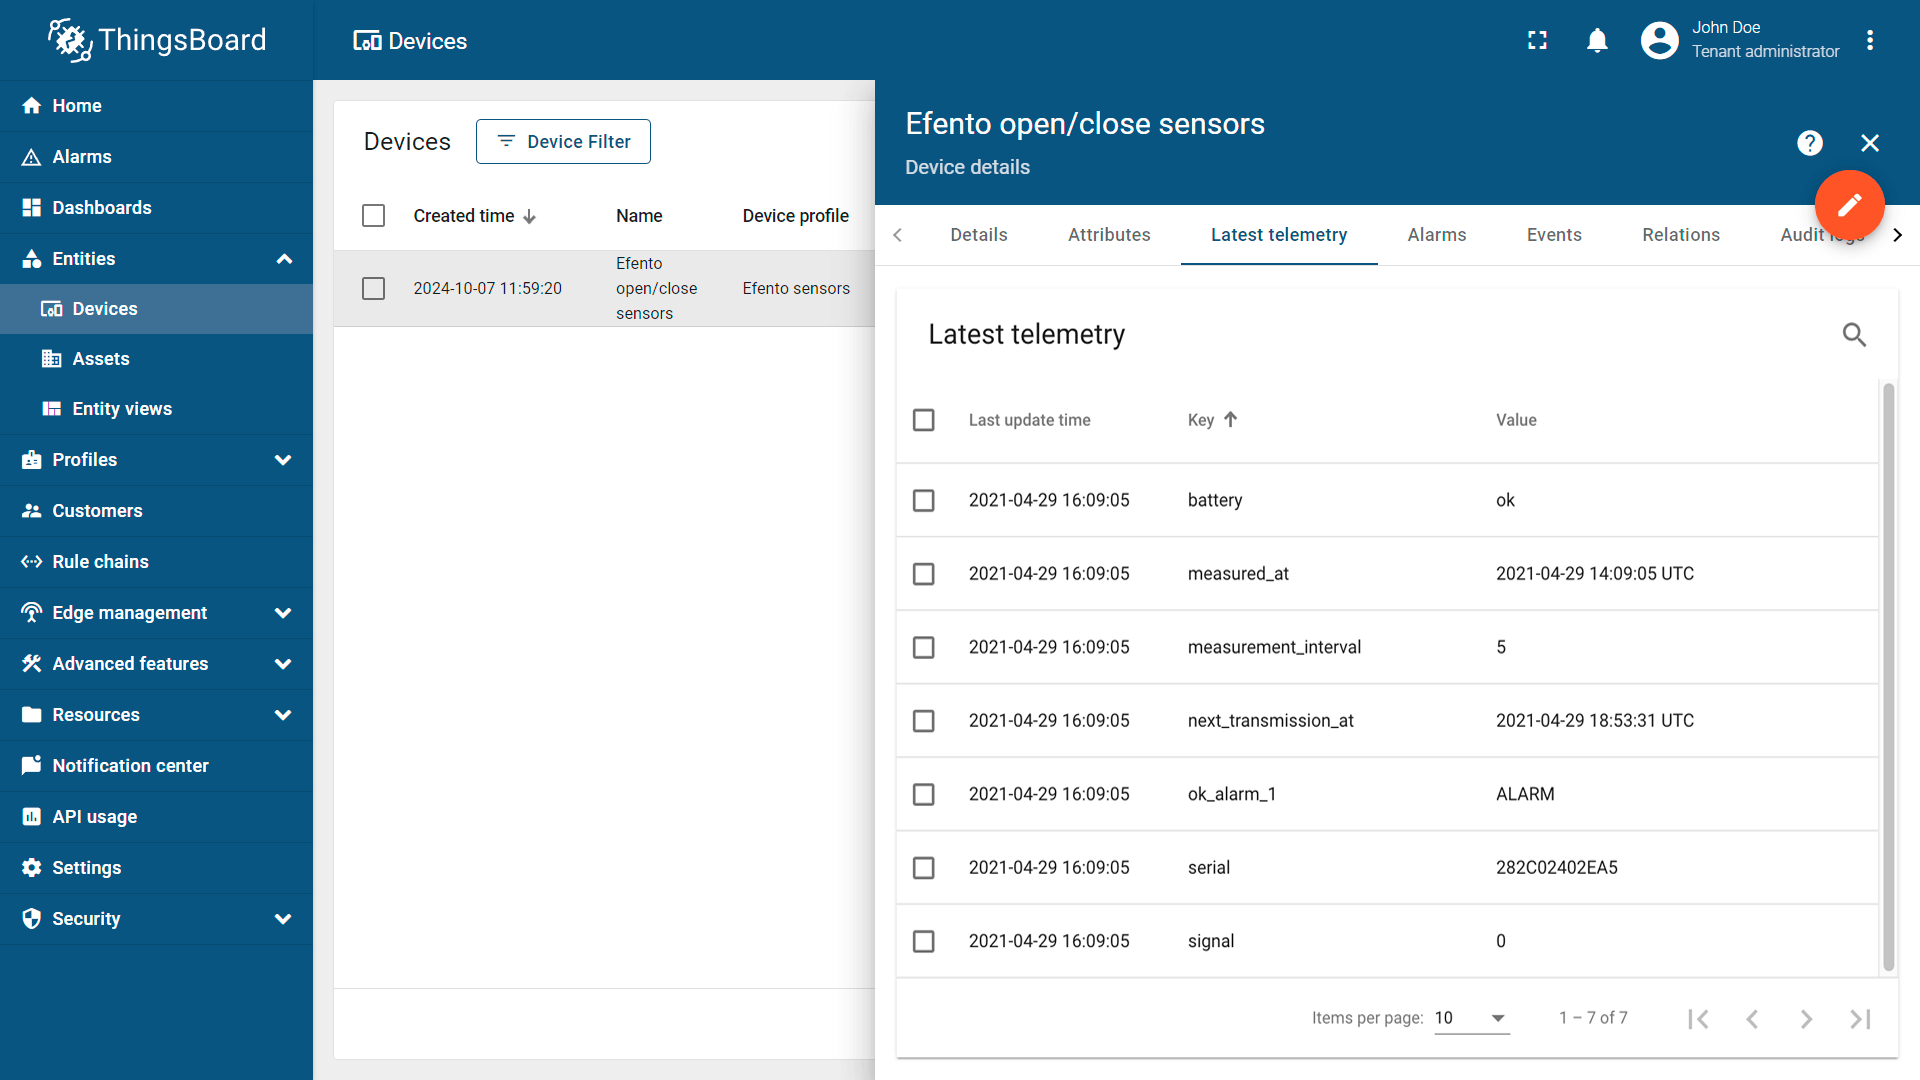 ThingsBoard
Home
Alarms
Dashboards
Entities
Devices
Assets
Entity views
Profiles
Customers
Rule chains
Edge management
Advanced features
Resources
Notification center
API usage
Settings
Security
Devices
John Doe
Tenant administrator
Devices
Device Filter
Created time
Name
Device profile
2024-10-07 11:59:20
Efento
open/close
sensors
Efento sensors
Efento open/close sensors
Device details
Details
Attributes
Latest telemetry
Alarms
Events
Relations
Audit logs
Latest telemetry
Last update time
Key
Value
2021-04-29 16:09:05 battery ok
2021-04-29 16:09:05 measured_at 2021-04-29 14:09:05 UTC
2021-04-29 16:09:05 measurement_interval 5
2021-04-29 16:09:05 next_transmission_at 2021-04-29 18:53:31 UTC
2021-04-29 16:09:05 ok_alarm_1 ALARM
2021-04-29 16:09:05 serial 282C02402EA5
2021-04-29 16:09:05 signal 0
Items per page: 10
1 – 7 of 7